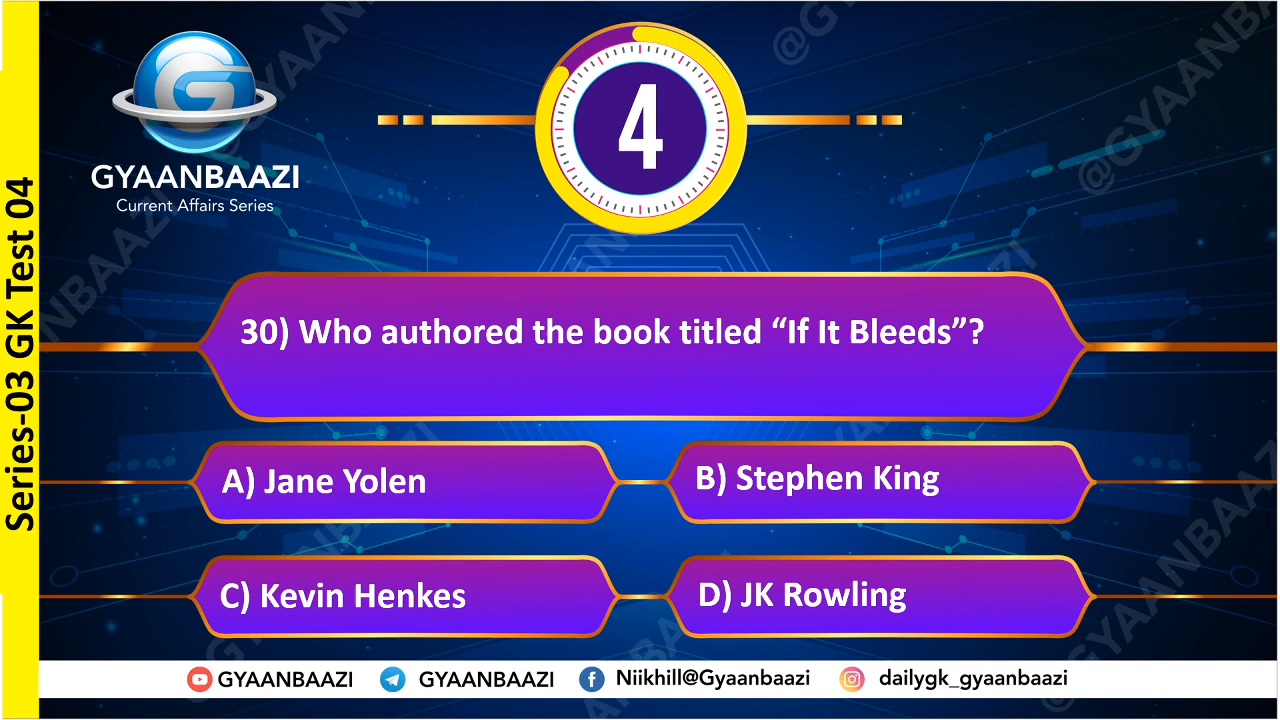 Series-03 GK Test 04
G
GYAANBAAZI
Current Affairs Series
4
30) Who authored the book titled “If It Bleeds”?
A) Jane Yolen
B) Stephen King
C) Kevin Henkes
D) JK Rowling
GYAANBAAZI
GYAANBAAZI
Niikhill@Gyaanbaazi
dailygk_gyaanbaazi
@GYAANBAAZI